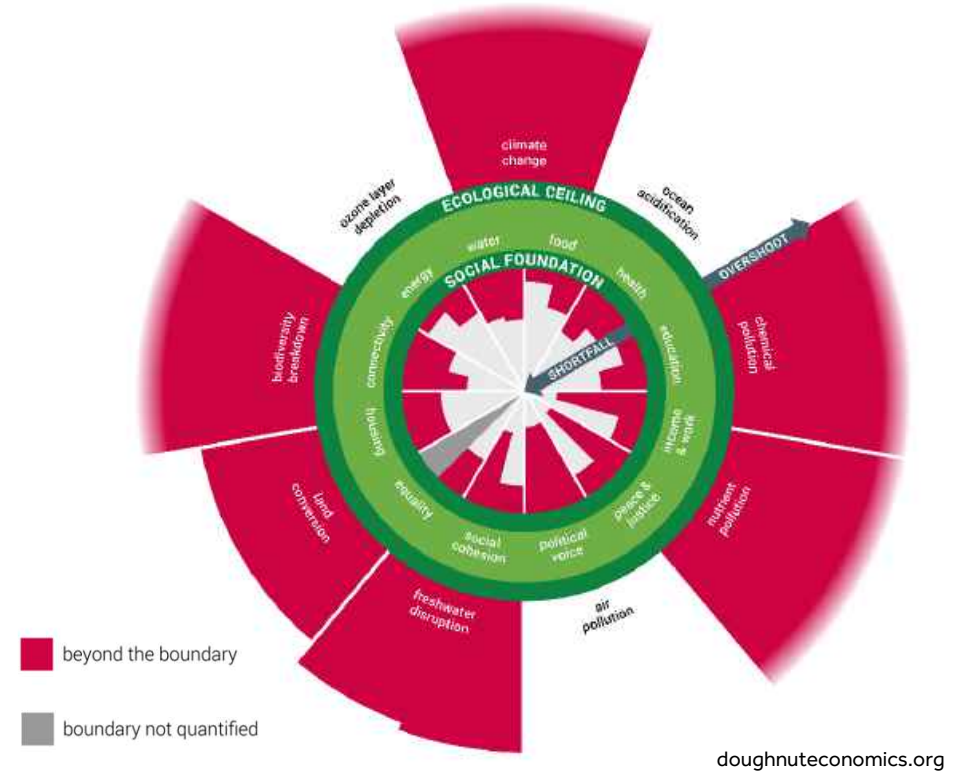 climate
change
ozone layer
depletion
ocean
acidification
ECOLOGICAL CEILING
water
food
energy
SOCIAL FOUNDATION
health
OVERSHOOT
biodiversity
breakdown
connectivity
SHORTFALL
education
chemical
pollution
housing
income
& work
land
conversion
equality
peace &
justice
nutrient
pollution
social
cohesion
political
voice
freshwater
disruption
air
pollution
beyond the boundary
boundary not quantified
doughnuteconomics.org